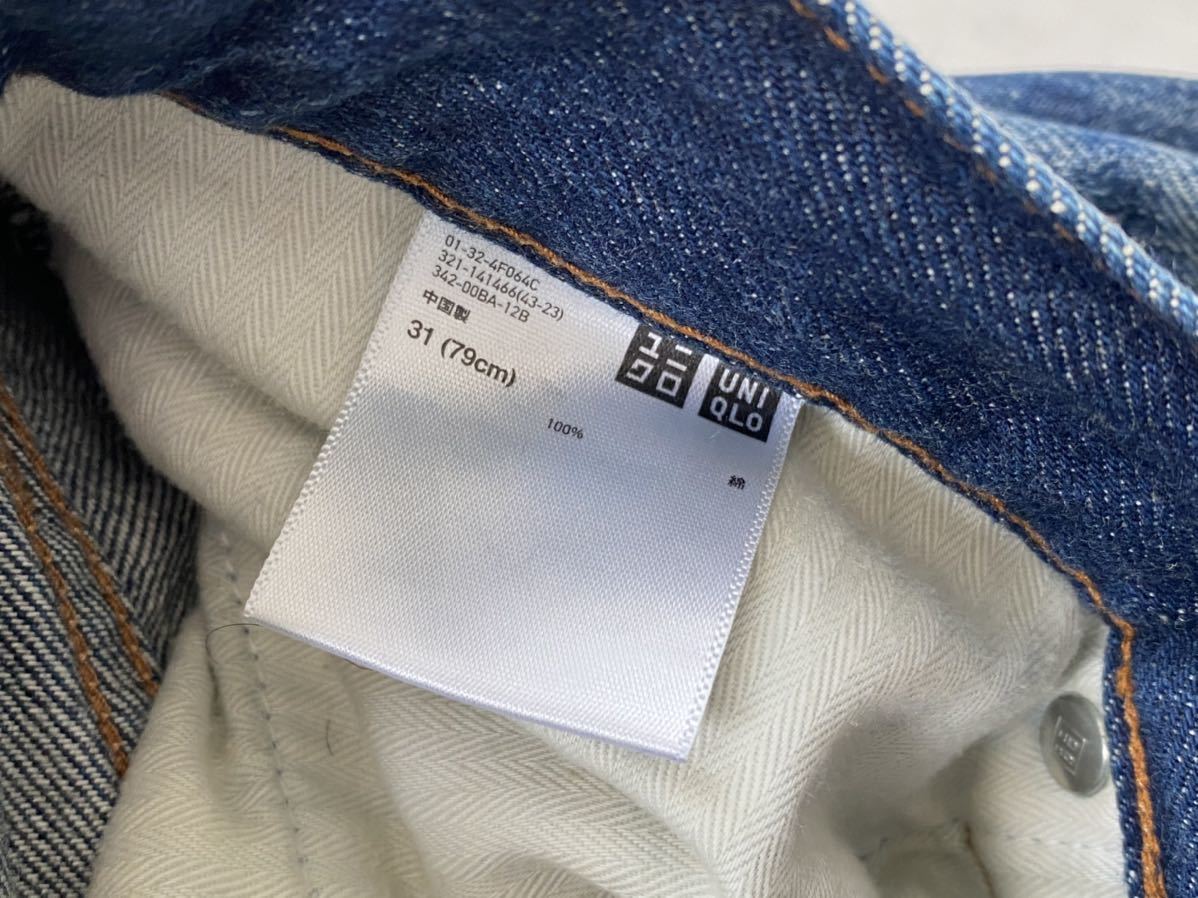 01-32-4F064C
321-141466(43-23)
342-00BA-12B
中国製
31 (79cm)
ユニ
クロ
UNI
QLO
100%
綿